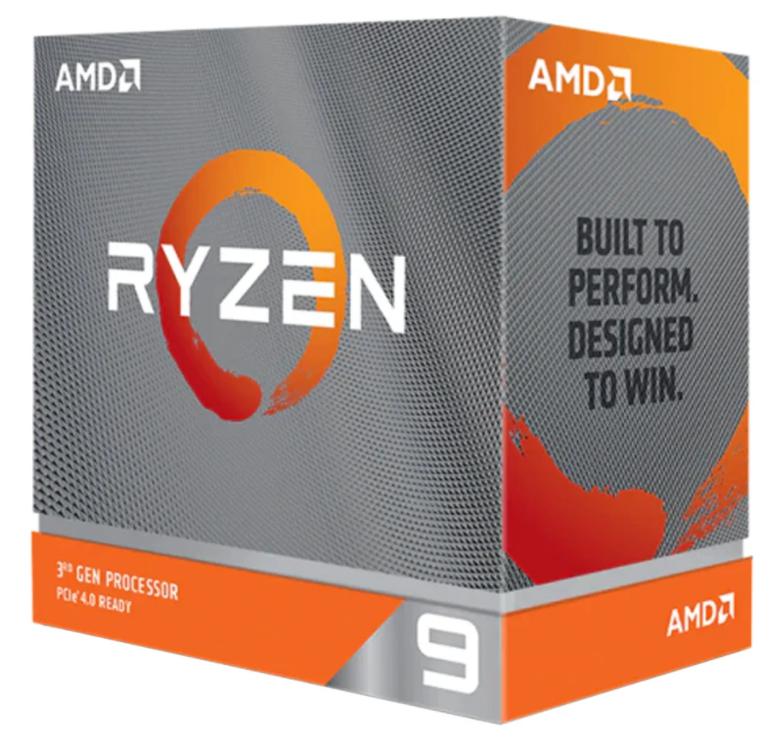 AMD
RYZEN
3RD GEN PROCESSOR
PCIe® 4.0 READY
9
AMD
BUILT TO
PERFORM.
DESIGNED
TO WIN.
AMD